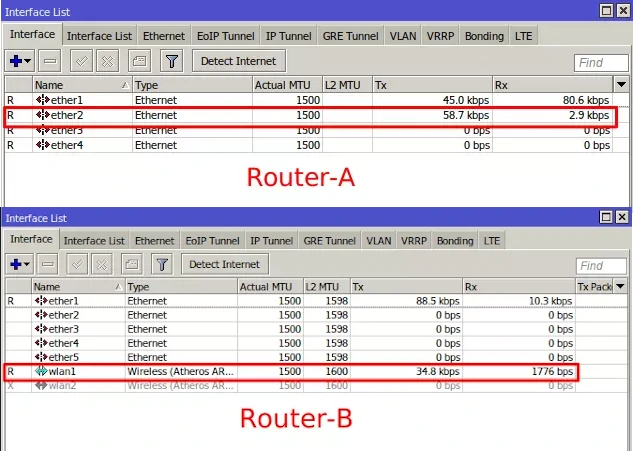 Interface List
Interface Interface List Ethernet EoIP Tunnel IP Tunnel GRE Tunnel VLAN VRRP Bonding LTE
Detect Internet Find
Name Type Actual MTU L2 MTU Tx Rx
R ether1 Ethernet 1500 45.0 kbps 80.6 kbps
R ether2 Ethernet 1500 58.7 kbps 2.9 kbps
R ether3 Ethernet 1500 0 bps 0 bps
R ether4 Ethernet 1500 0 bps 0 bps
Router-A
Interface List
Interface Interface List Ethernet EoIP Tunnel IP Tunnel GRE Tunnel VLAN VRRP Bonding LTE
Detect Internet Find
Name Type Actual MTU L2 MTU Tx Rx Tx Pack
R ether1 Ethernet 1500 1598 88.5 kbps 10.3 kbps
ether2 Ethernet 1500 1598 0 bps 0 bps
ether3 Ethernet 1500 1598 0 bps 0 bps
ether4 Ethernet 1500 1598 0 bps 0 bps
ether5 Ethernet 1500 1598 0 bps 0 bps
R wlan1 Wireless (Atheros AR... 1500 1600 34.8 kbps 1776 bps
X wlan2 Wireless (Atheros AR... 1500 1600 0 bps 0 bps
Router-B